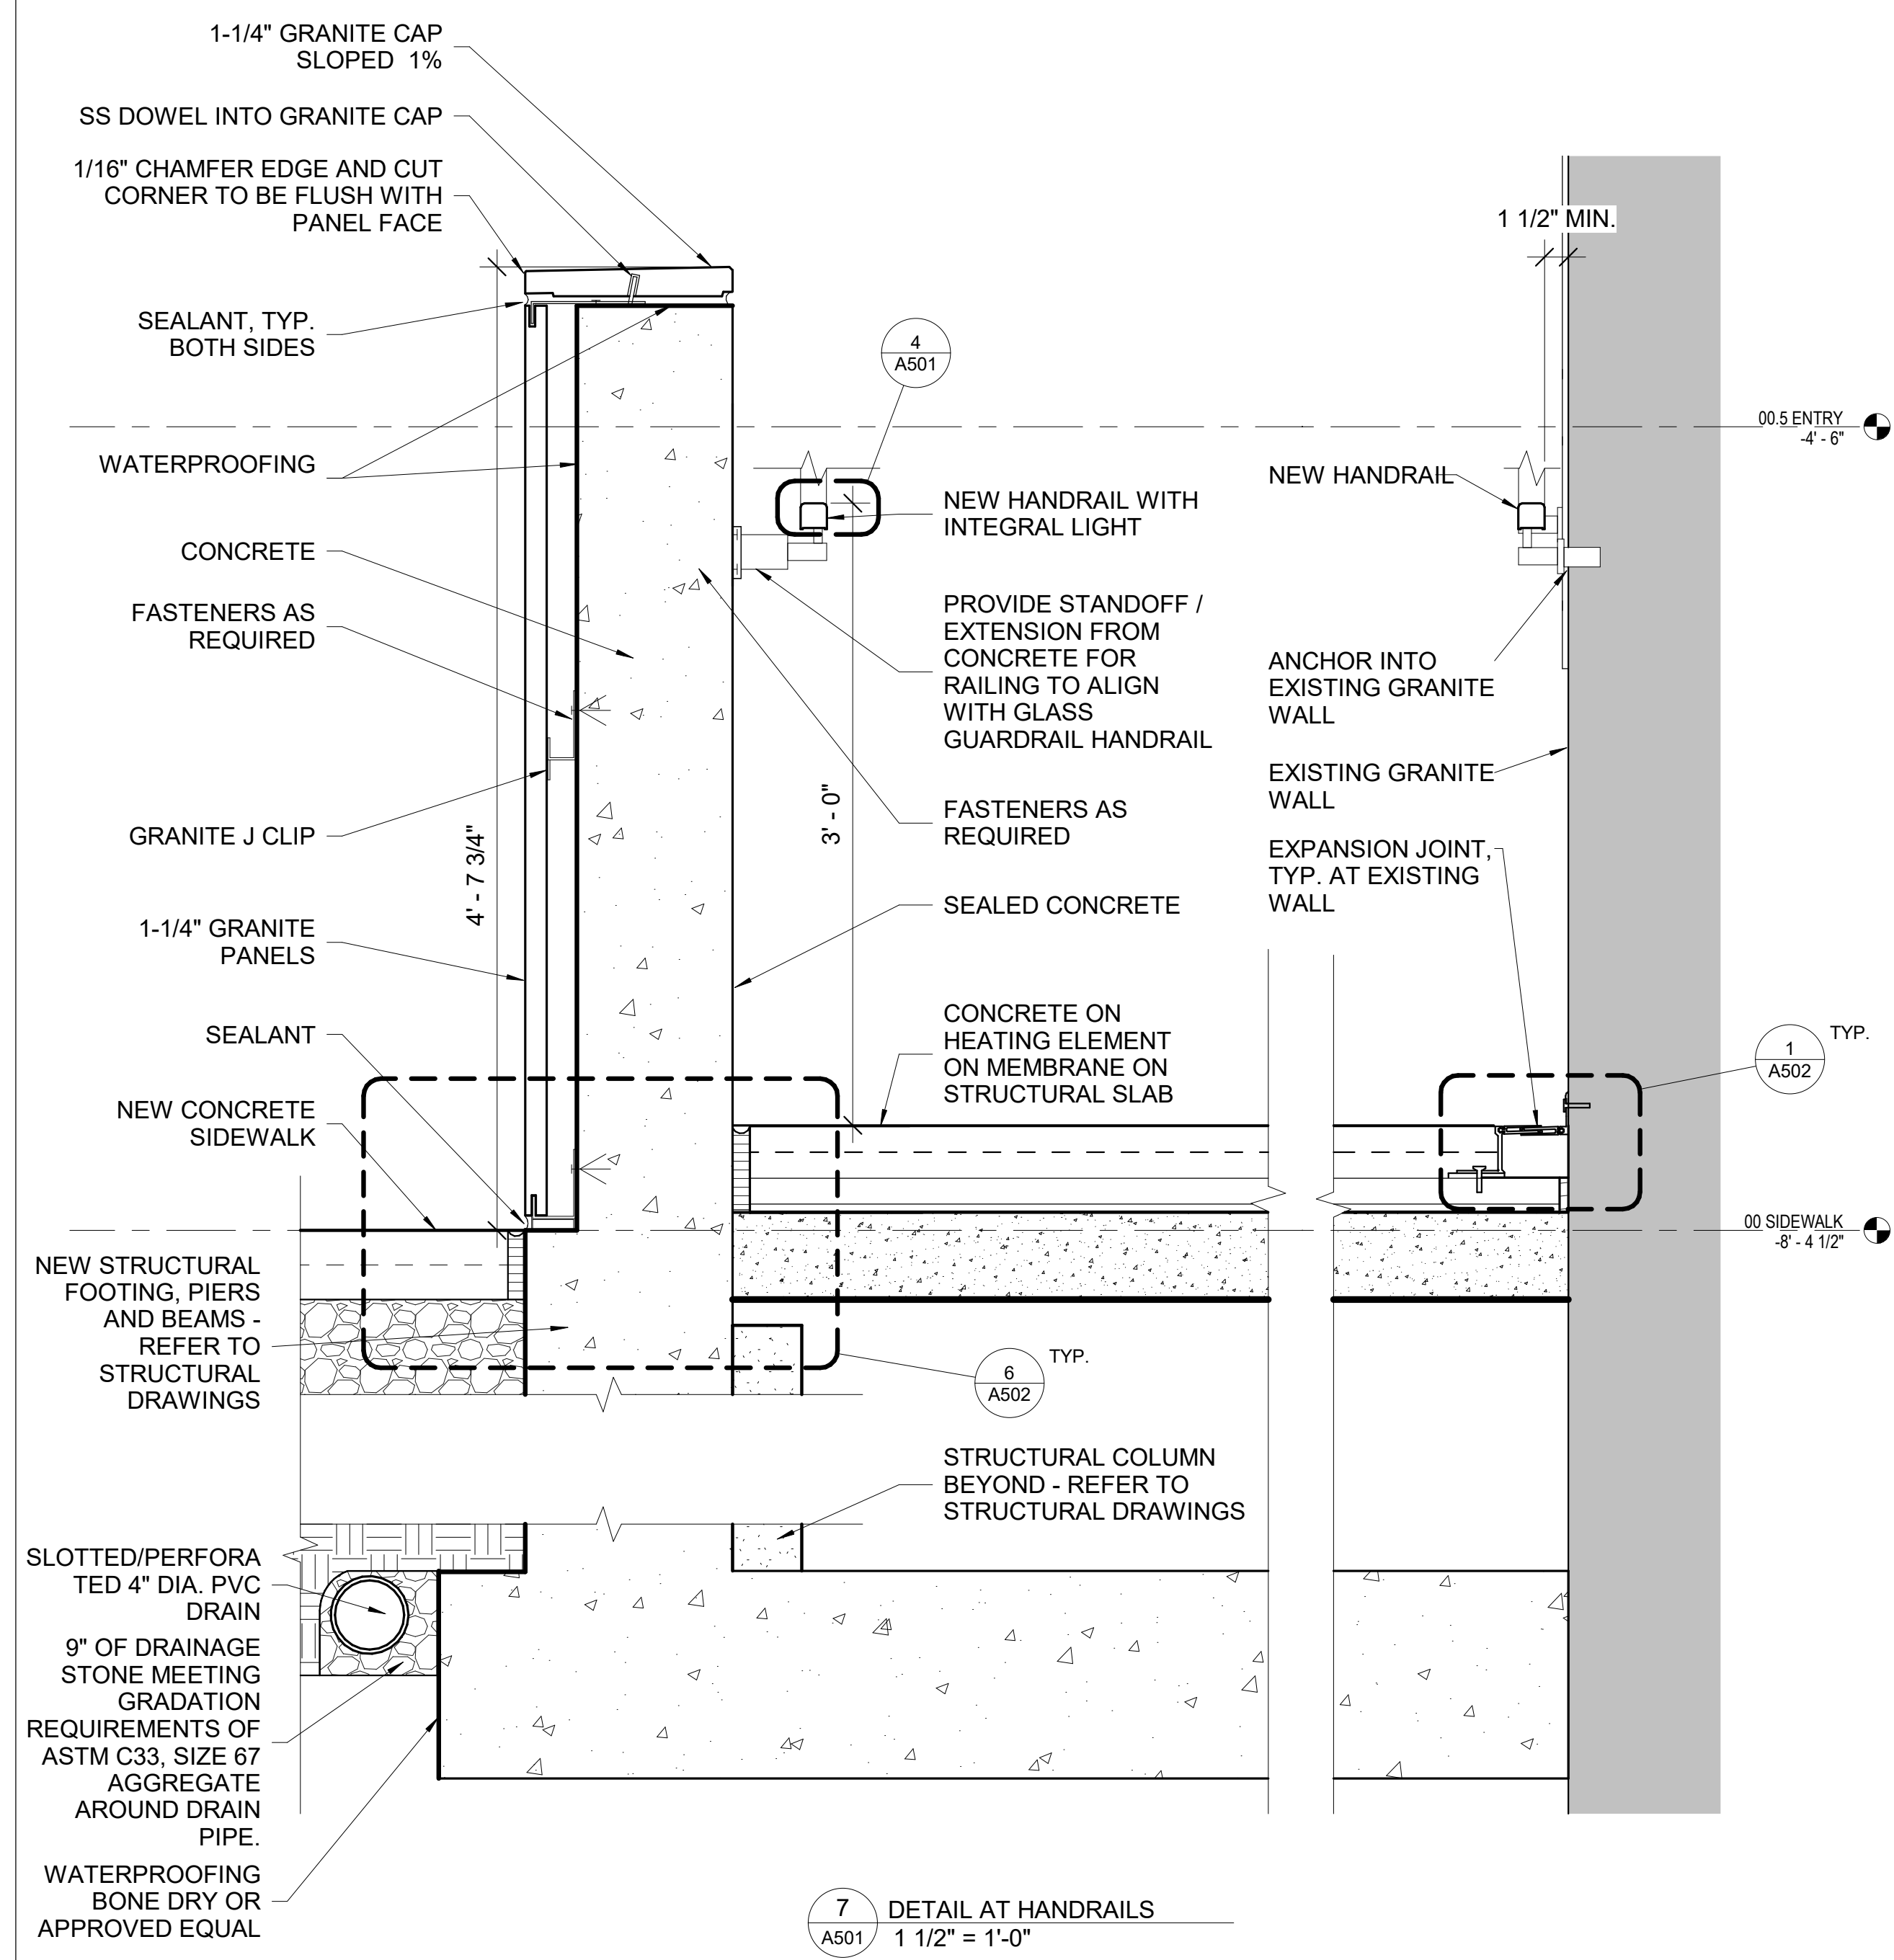 1-1/4" GRANITE CAP
SLOPED 1%
SS DOWEL INTO GRANITE CAP
1/16" CHAMFER EDGE AND CUT
CORNER TO BE FLUSH WITH
PANEL FACE
SEALANT, TYP.
BOTH SIDES
WATERPROOFING
CONCRETE
FASTENERS AS
REQUIRED
GRANITE J CLIP
1-1/4" GRANITE
PANELS
SEALANT
NEW CONCRETE
SIDEWALK
NEW STRUCTURAL
FOOTING, PIERS
AND BEAMS -
REFER TO
STRUCTURAL
DRAWINGS
SLOTTED/PERFORA
TED 4" DIA. PVC
DRAIN
9" OF DRAINAGE
STONE MEETING
GRADATION
REQUIREMENTS OF
ASTM C33, SIZE 67
AGGREGATE
AROUND DRAIN
PIPE.
WATERPROOFING
BONE DRY OR
APPROVED EQUAL
4' - 7 3/4"
4
A501
NEW HANDRAIL WITH
INTEGRAL LIGHT
PROVIDE STANDOFF /
EXTENSION FROM
CONCRETE FOR
RAILING TO ALIGN
WITH GLASS
GUARDRAIL HANDRAIL
3' - 0"
FASTENERS AS
REQUIRED
SEALED CONCRETE
CONCRETE ON
HEATING ELEMENT
ON MEMBRANE ON
STRUCTURAL SLAB
6
A502
TYP.
STRUCTURAL COLUMN
BEYOND - REFER TO
STRUCTURAL DRAWINGS
1 1/2" MIN.
00.5 ENTRY
-4' - 6"
NEW HANDRAIL
ANCHOR INTO
EXISTING GRANITE
WALL
EXISTING GRANITE
WALL
EXPANSION JOINT,
TYP. AT EXISTING
WALL
1
A502
TYP.
00 SIDEWALK
-8' - 4 1/2"
7
A501
DETAIL AT HANDRAILS
1 1/2" = 1'-0"